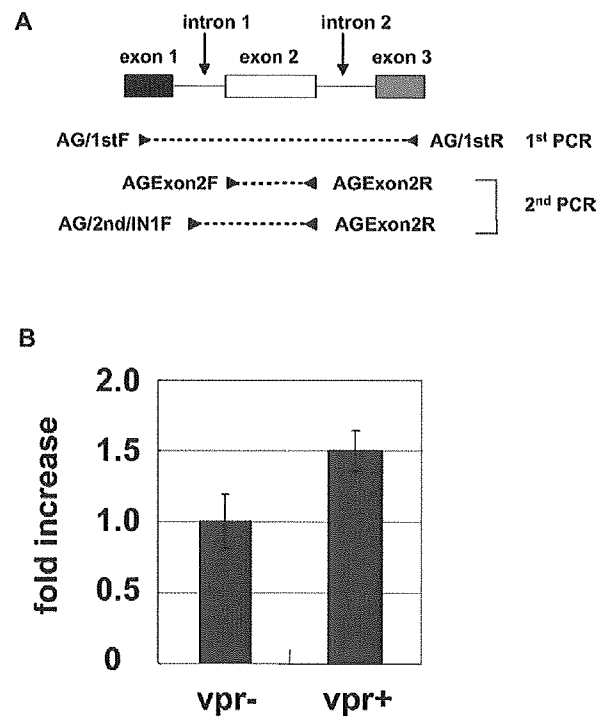 A
intron 1 intron 2
exon 1 exon 2 exon 3
AG/1stF AG/1stR 1st PCR
AGExon2F AGExon2R
2nd PCR
AG/2nd/IN1F AGExon2R
B
fold increase
2.0
1.5
1.0
0.5
0
vpr- vpr+